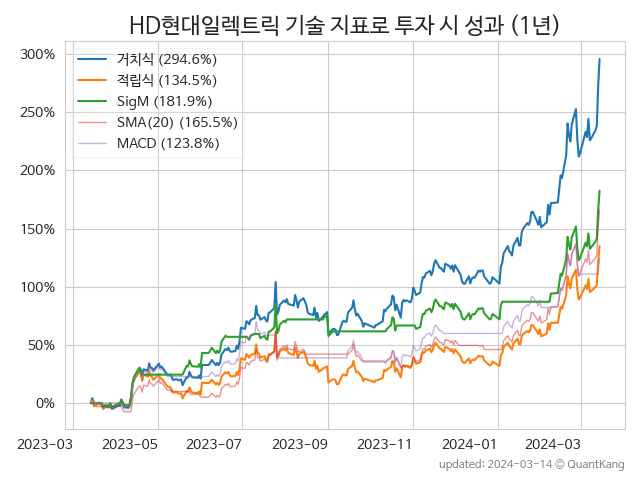 HD현대일렉트릭 기술 지표로 투자 시 성과 (1년)
300%
250%
200%
150%
100%
50%
0%
거치식 (294.6%)
적립식 (134.5%)
SigM (181.9%)
SMA(20) (165.5%)
MACD (123.8%)
2023-03 2023-05 2023-07 2023-09 2023-11 2024-01 2024-03
updated: 2024-03-14 © QuantKang